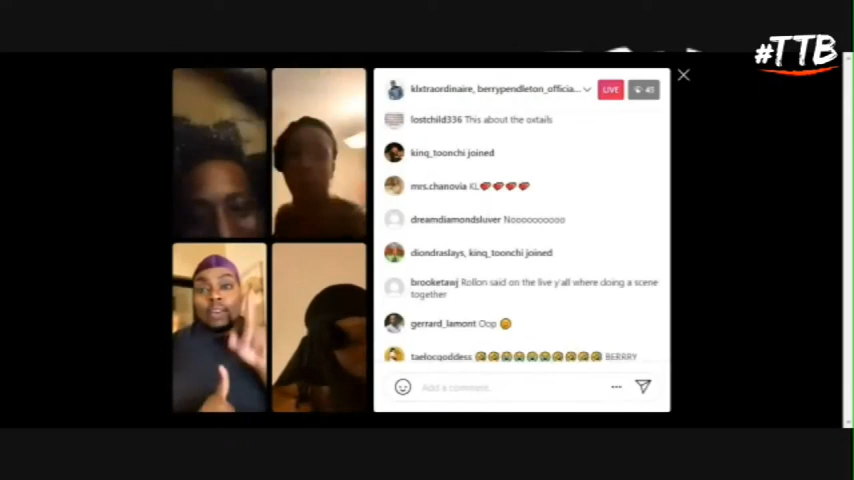 #TTB
klxtraordinaire, berrypendleton_officia...
LIVE
45
lostchild336 This about the oxtails
kinq_toonchi joined
mrs.chanovia KL
dreamdiamondsluver Noooooooooo
diondraslays, kinq_toonchi joined
brooketawj Rollon said on the live y'all where doing a scene
together
gerrard_lamont Oop
taelocgoddess BERRRY
Add a comment.